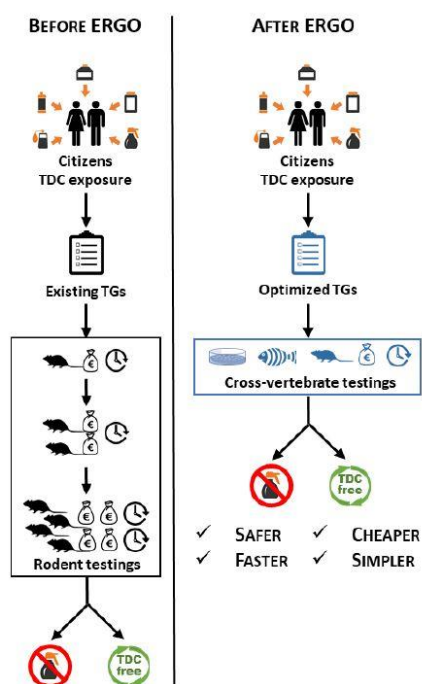 BEFORE ERGO
Citizens
TDC exposure
Existing TGs
€
€
€
€ €
€ €
Rodent testings
TDC
free
AFTER ERGO
Citizens
TDC exposure
Optimized TGs
€
Cross-vertebrate testings
TDC
free
✓ SAFER ✓ CHEAPER
✓ FASTER ✓ SIMPLER